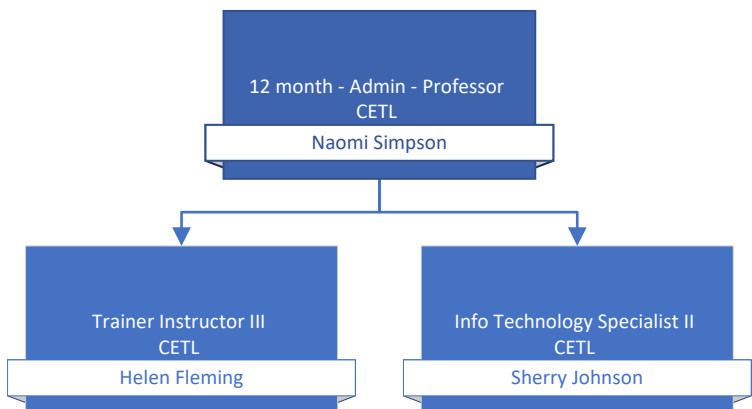 12 month - Admin - Professor
CETL
Naomi Simpson
Trainer Instructor III
CETL
Helen Fleming
Info Technology Specialist II
CETL
Sherry Johnson